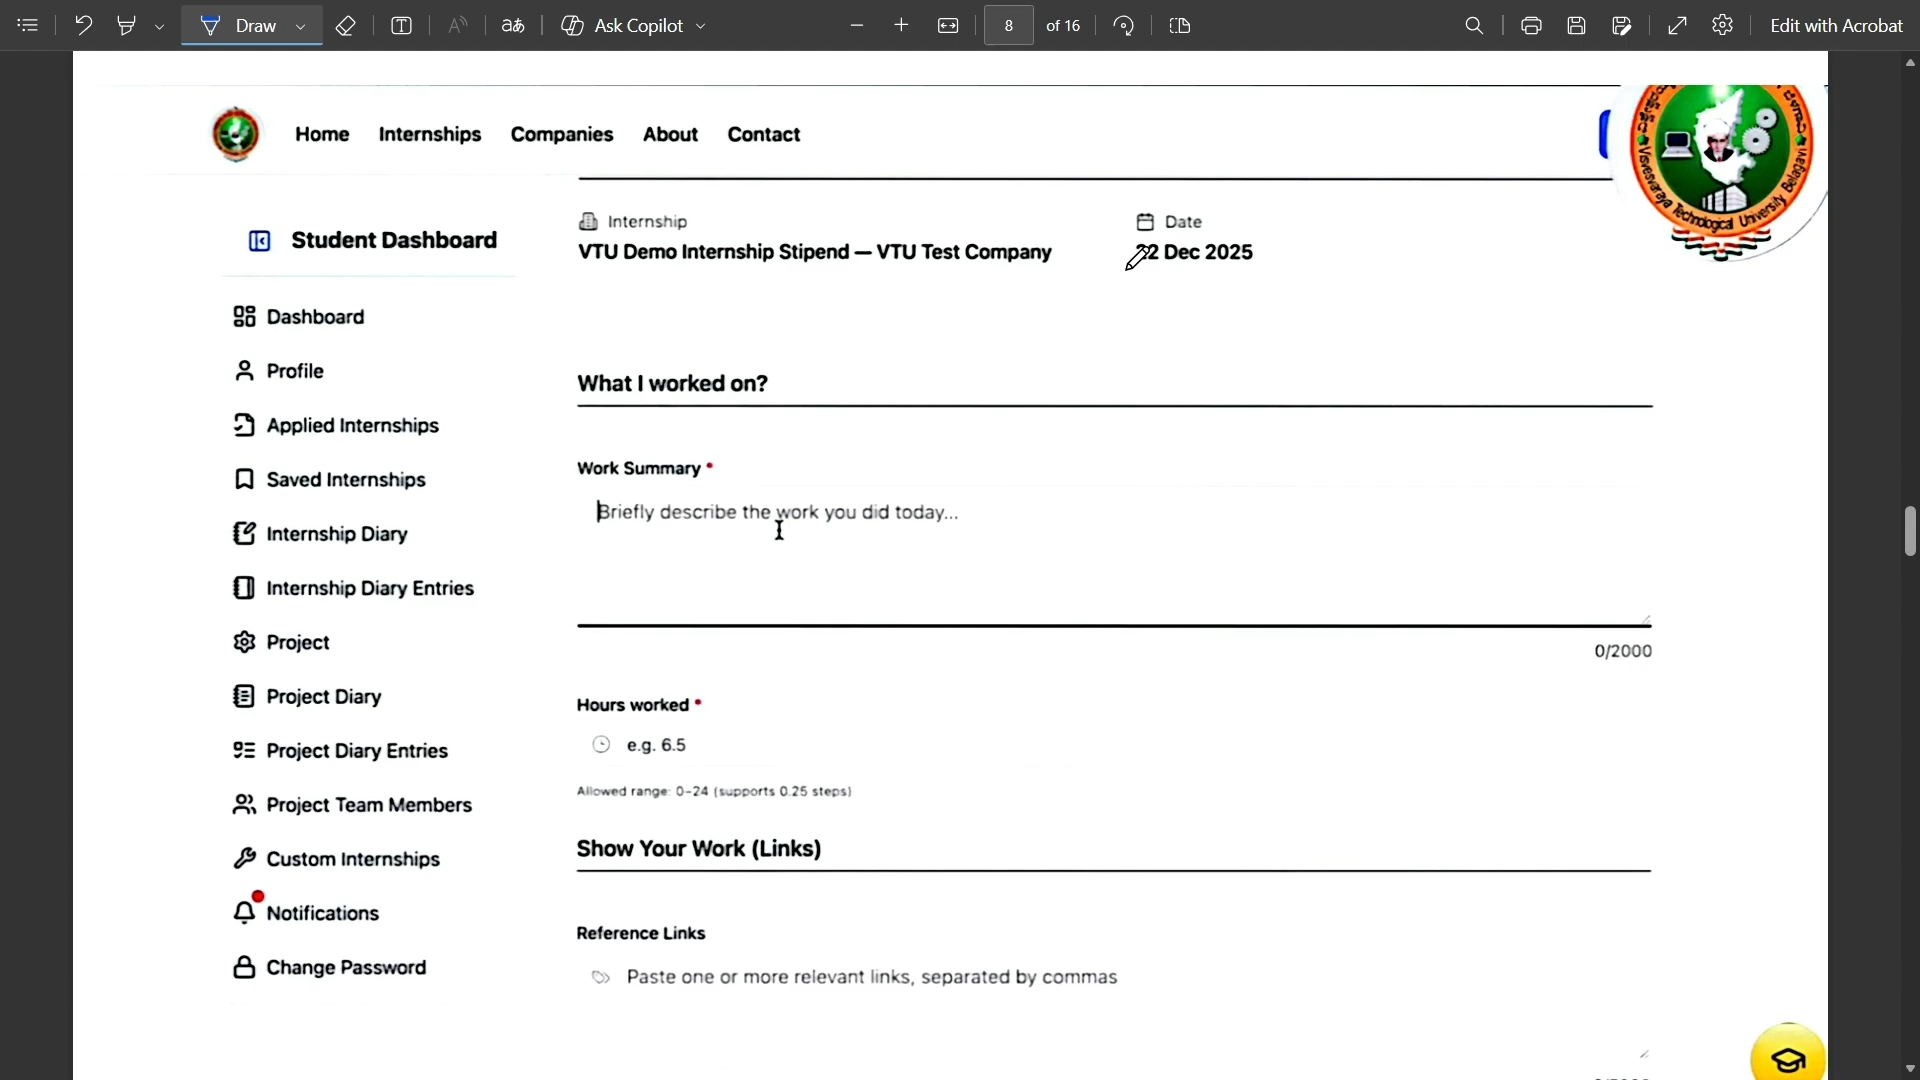 Draw
Ask Copilot
8 of 16
Edit with Acrobat
Home Internships Companies About Contact
Visvesvaraya Technological University Belagavi
Student Dashboard
Dashboard
Profile
Applied Internships
Saved Internships
Internship Diary
Internship Diary Entries
Project
Project Diary
Project Diary Entries
Project Team Members
Custom Internships
Notifications
Change Password
Internship
VTU Demo Internship Stipend — VTU Test Company
Date
22 Dec 2025
What I worked on?
Work Summary •
Briefly describe the work you did today...
0/2000
Hours worked •
e.g. 6.5
Allowed range: 0-24 (supports 0.25 steps)
Show Your Work (Links)
Reference Links
Paste one or more relevant links, separated by commas